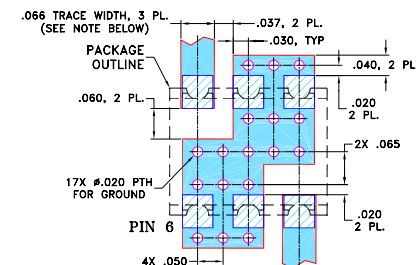 .066 TRACE WIDTH, 3 PL.
(SEE NOTE BELOW)
.037, 2 PL.
.030, TYP
PACKAGE
OUTLINE
.040, 2 PL
.060, 2 PL.
.020
2 PL.
2X .065
17X ø.020 PTH
FOR GROUND
PIN 6
.020
2 PL.
4X .050